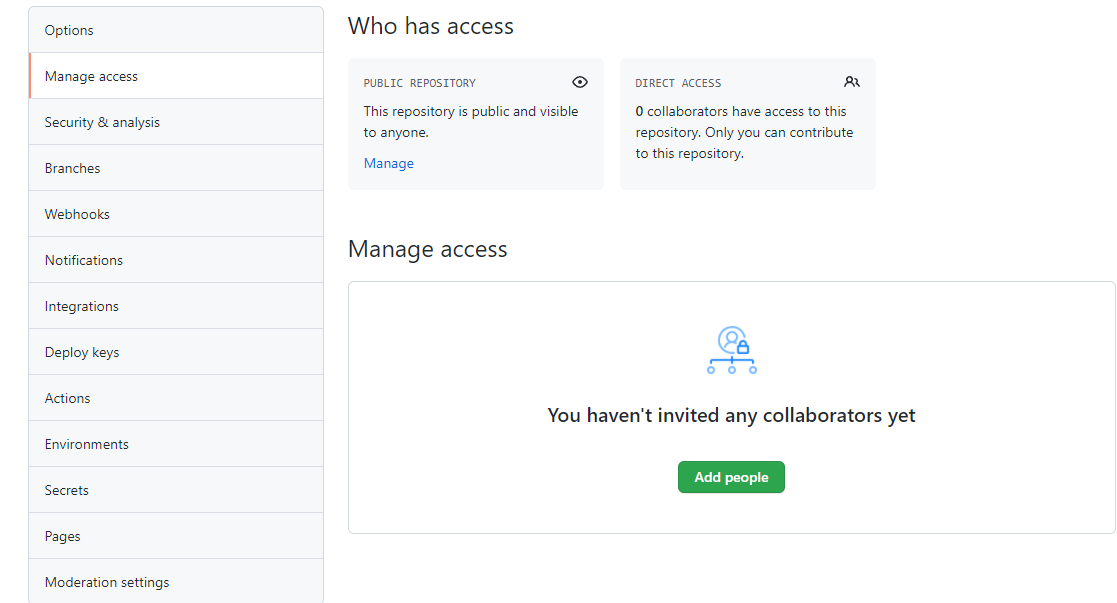 Options
Manage access
Security & analysis
Branches
Webhooks
Notifications
Integrations
Deploy keys
Actions
Environments
Secrets
Pages
Moderation settings
Who has access
PUBLIC REPOSITORY
This repository is public and visible
to anyone.
Manage
DIRECT ACCESS
0 collaborators have access to this
repository. Only you can contribute
to this repository.
Manage access
You haven't invited any collaborators yet
Add people